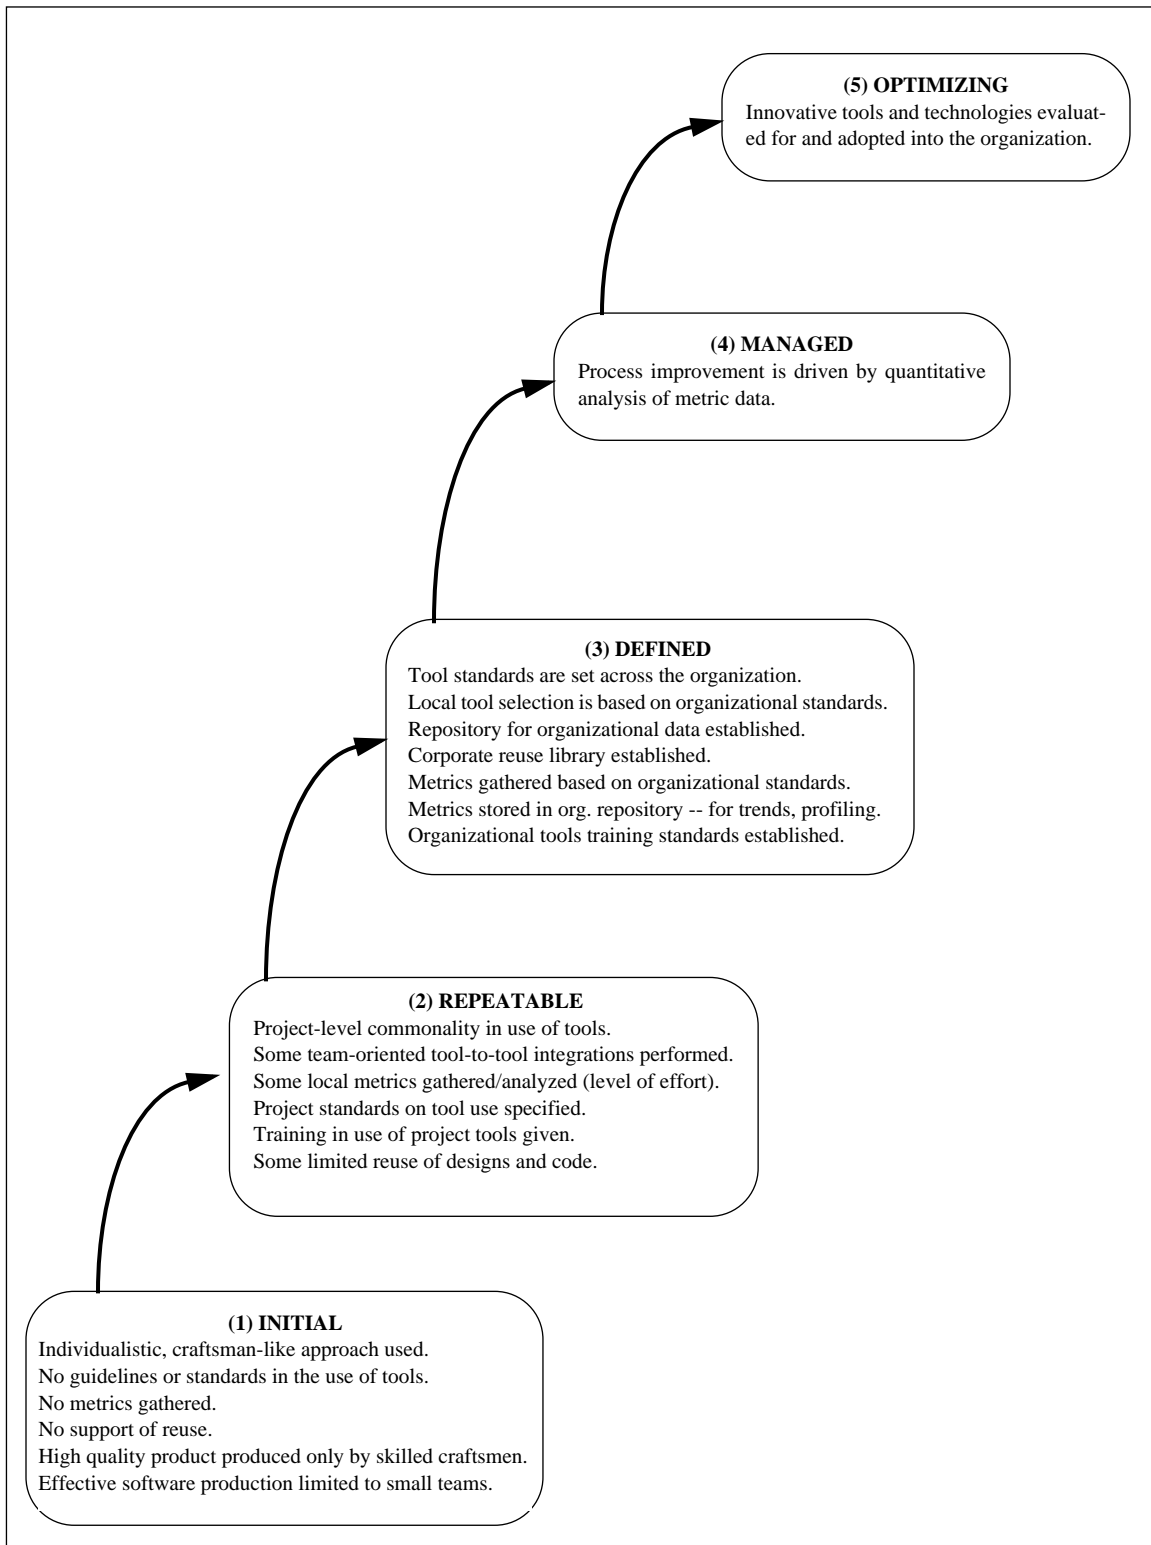 (5) OPTIMIZING
Innovative tools and technologies evaluat-
ed for and adopted into the organization.
(4) MANAGED
Process improvement is driven by quantitative
analysis of metric data.
(3) DEFINED
Tool standards are set across the organization.
Local tool selection is based on organizational standards.
Repository for organizational data established.
Corporate reuse library established.
Metrics gathered based on organizational standards.
Metrics stored in org. repository -- for trends, profiling.
Organizational tools training standards established.
(2) REPEATABLE
Project-level commonality in use of tools.
Some team-oriented tool-to-tool integrations performed.
Some local metrics gathered/analyzed (level of effort).
Project standards on tool use specified.
Training in use of project tools given.
Some limited reuse of designs and code.
(1) INITIAL
Individualistic, craftsman-like approach used.
No guidelines or standards in the use of tools.
No metrics gathered.
No support of reuse.
High quality product produced only by skilled craftsmen.
Effective software production limited to small teams.